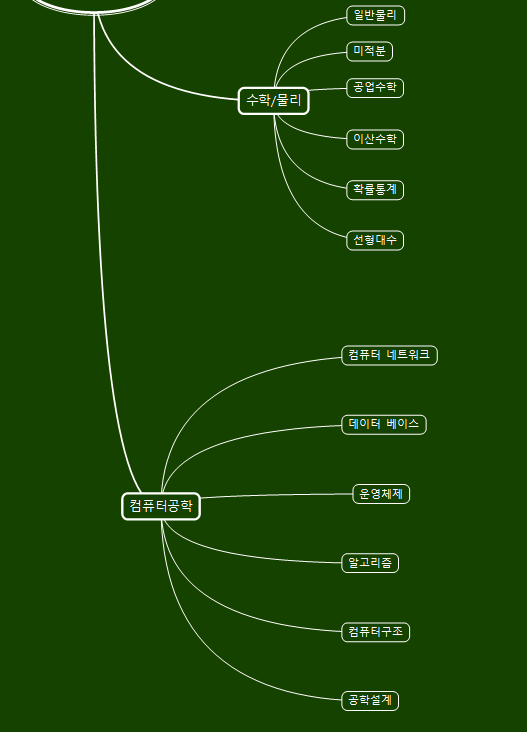 일반물리
미적분
공업수학
수학/물리
이산수학
확률통계
선형대수
컴퓨터 네트워크
데이터 베이스
운영체제
컴퓨터공학
알고리즘
컴퓨터구조
공학설계